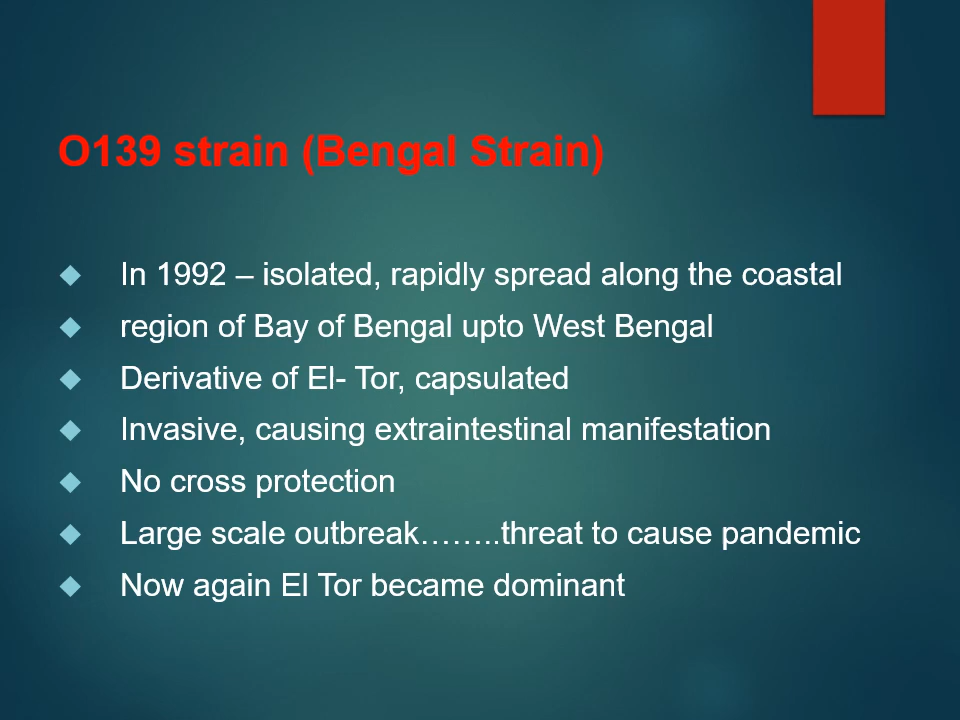 O139 strain (Bengal Strain)
In 1992 – isolated, rapidly spread along the coastal
region of Bay of Bengal upto West Bengal
Derivative of El- Tor, capsulated
Invasive, causing extraintestinal manifestation
No cross protection
Large scale outbreak……..threat to cause pandemic
Now again El Tor became dominant